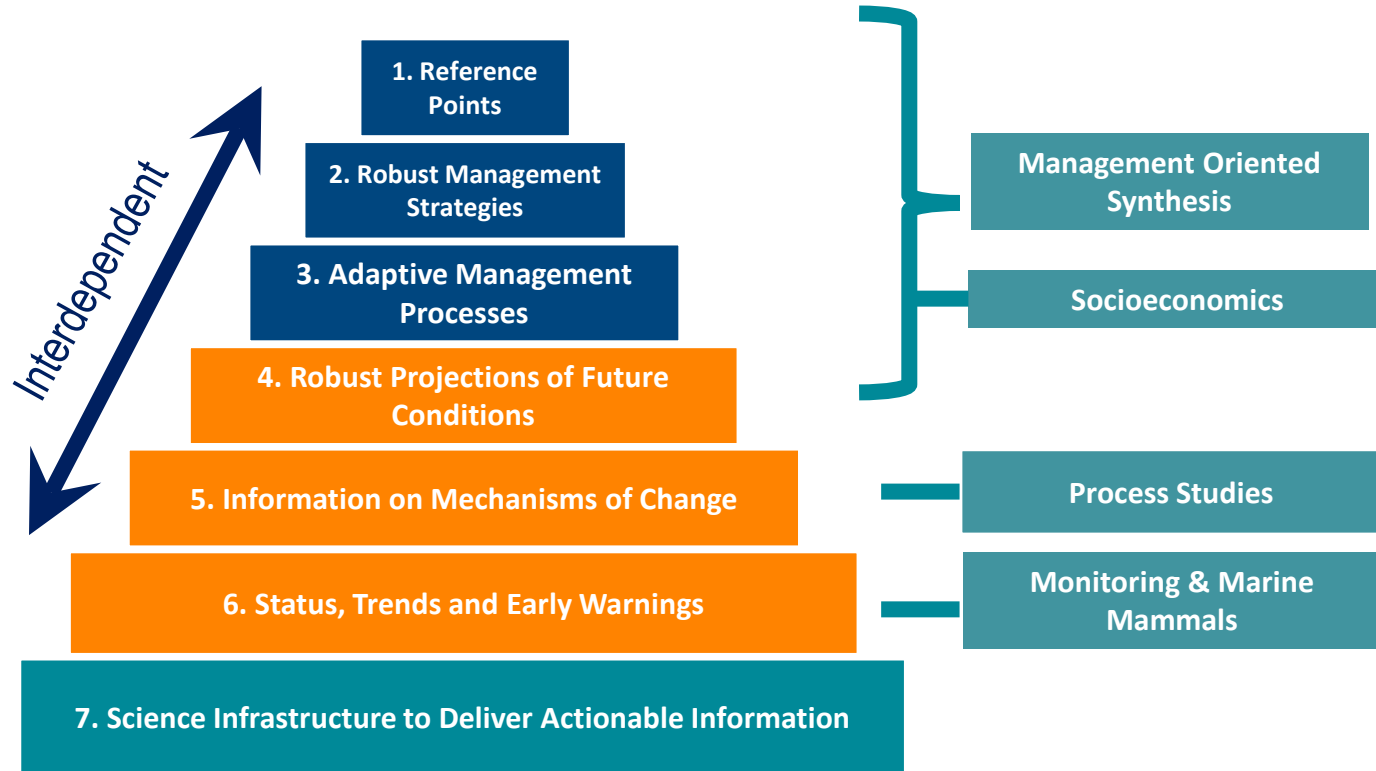 1. Reference
Points
2. Robust Management
Strategies
3. Adaptive Management
Processes
4. Robust Projections of Future
Conditions
5. Information on Mechanisms of Change
6. Status, Trends and Early Warnings
7. Science Infrastructure to Deliver Actionable Information
Interdependent
Management Oriented
Synthesis
Socioeconomics
Process Studies
Monitoring & Marine
Mammals